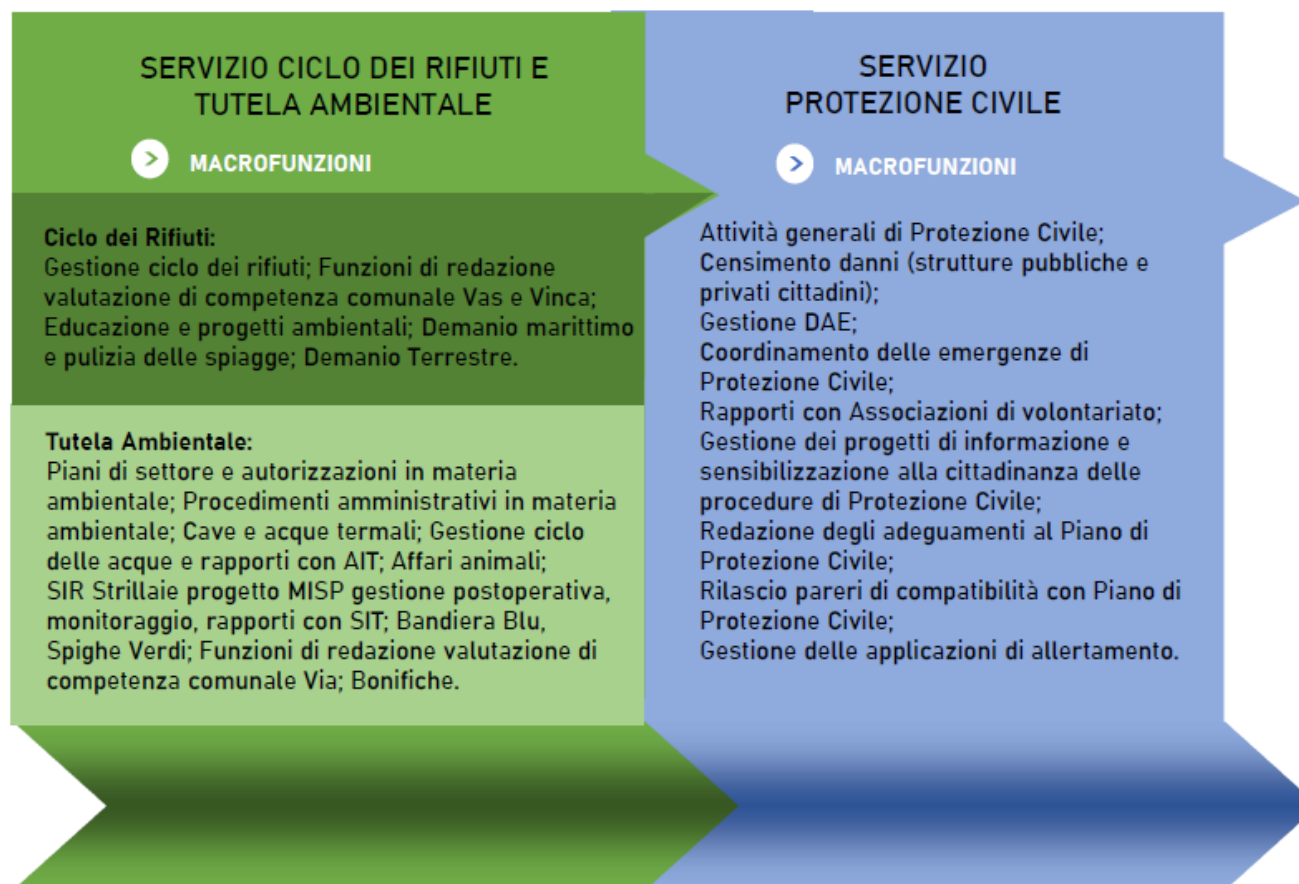 SERVIZIO CICLO DEI RIFIUTI E
TUTELA AMBIENTALE
MACROFUNZIONI
Ciclo dei Rifiuti:
Gestione ciclo dei rifiuti; Funzioni di redazione
valutazione di competenza comunale Vas e Vinca;
Educazione e progetti ambientali; Demanio marittimo
e pulizia delle spiagge; Demanio Terrestre.
Tutela Ambientale:
Piani di settore e autorizzazioni in materia
ambientale; Procedimenti amministrativi in materia
ambientale; Cave e acque termali; Gestione ciclo
delle acque e rapporti con AIT; Affari animali;
SIR Strillaie progetto MISP gestione postoperativa,
monitoraggio, rapporti con SIT; Bandiera Blu,
Spighe Verdi; Funzioni di redazione valutazione di
competenza comunale Via; Bonifiche.
SERVIZIO
PROTEZIONE CIVILE
MACROFUNZIONI
Attività generali di Protezione Civile;
Censimento danni (strutture pubbliche e
privati cittadini);
Gestione DAE;
Coordinamento delle emergenze di
Protezione Civile;
Rapporti con Associazioni di volontariato;
Gestione dei progetti di informazione e
sensibilizzazione alla cittadinanza delle
procedure di Protezione Civile;
Redazione degli adeguamenti al Piano di
Protezione Civile;
Rilascio pareri di compatibilità con Piano di
Protezione Civile;
Gestione delle applicazioni di allertamento.